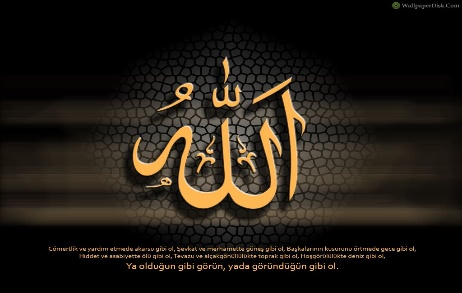 WallpaperDisk.Com
الله
Cömertlik ve yardım etmede akarsu gibi ol, Şevkat ve merhamette güneş gibi ol, Başkalarının kusurunu örtmede gece gibi ol,
Hiddet ve asabiyette ölü gibi ol, Tevazu ve alçakgönüllülükte toprak gibi ol, Hoşgörülülükte deniz gibi ol,
Ya olduğun gibi görün, yada göründüğün gibi ol.